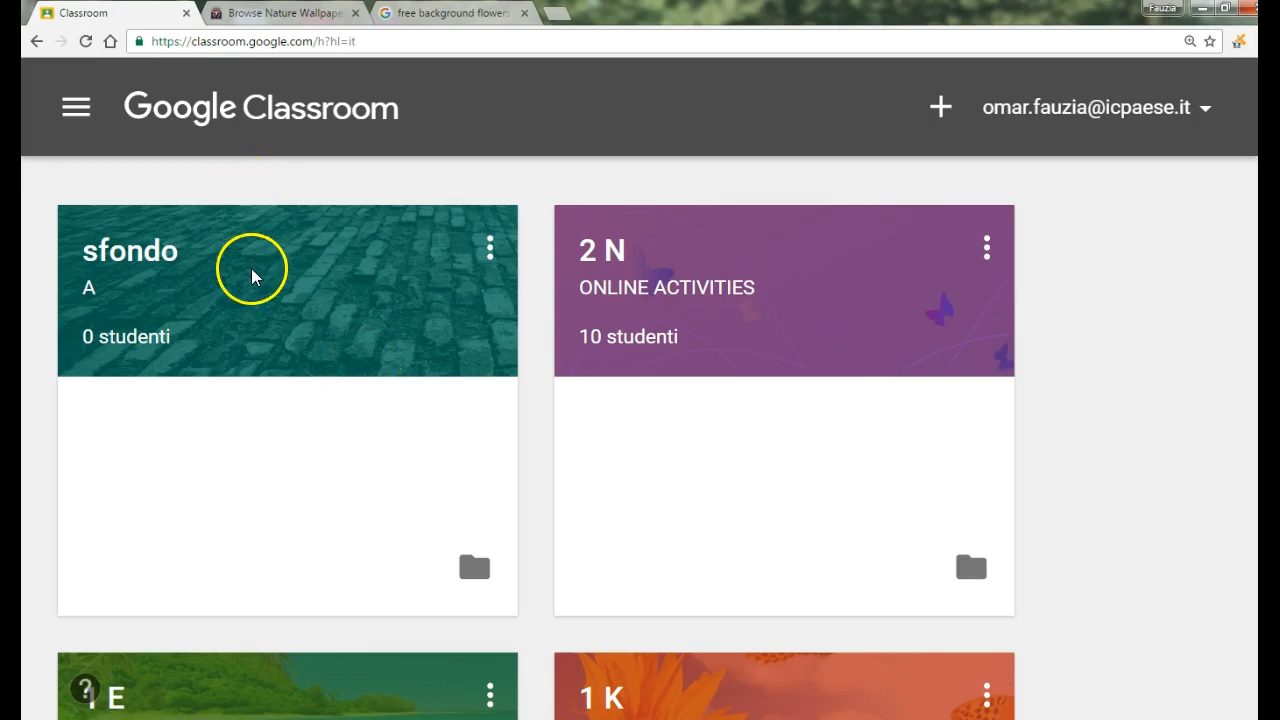 Classroom
Browse Nature Wallpape
free background flowers
Fauzia
https://classroom.google.com/h?hl=it
Google Classroom
+
omar.fauzia@icpaese.it
sfondo
A
0 studenti
2 N
ONLINE ACTIVITIES
10 studenti
?
1 E
1 K